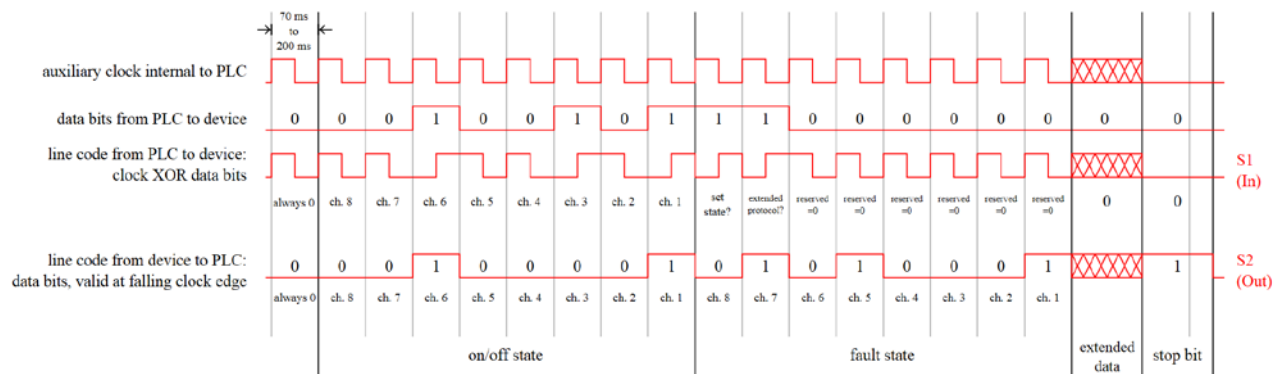 70 ms
to
200 ms
auxiliary clock internal to PLC
data bits from PLC to device
0 0 0 1 0 0 1 0 1 1 1 0 0 0 0 0 0 0 0
line code from PLC to device:
clock XOR data bits
S1
(In)
always 0 ch. 8 ch. 7 ch. 6 ch. 5 ch. 4 ch. 3 ch. 2 ch. 1 set state? extended protocol? reserved =0 reserved =0 reserved =0 reserved =0 reserved =0 reserved =0 0 0
line code from device to PLC:
data bits, valid at falling clock edge
0 0 0 1 0 0 0 0 1 0 1 0 1 0 0 0 1 1
S2
(Out)
always 0 ch. 8 ch. 7 ch. 6 ch. 5 ch. 4 ch. 3 ch. 2 ch. 1 ch. 8 ch. 7 ch. 6 ch. 5 ch. 4 ch. 3 ch. 2 ch. 1
on/off state fault state extended data stop bit